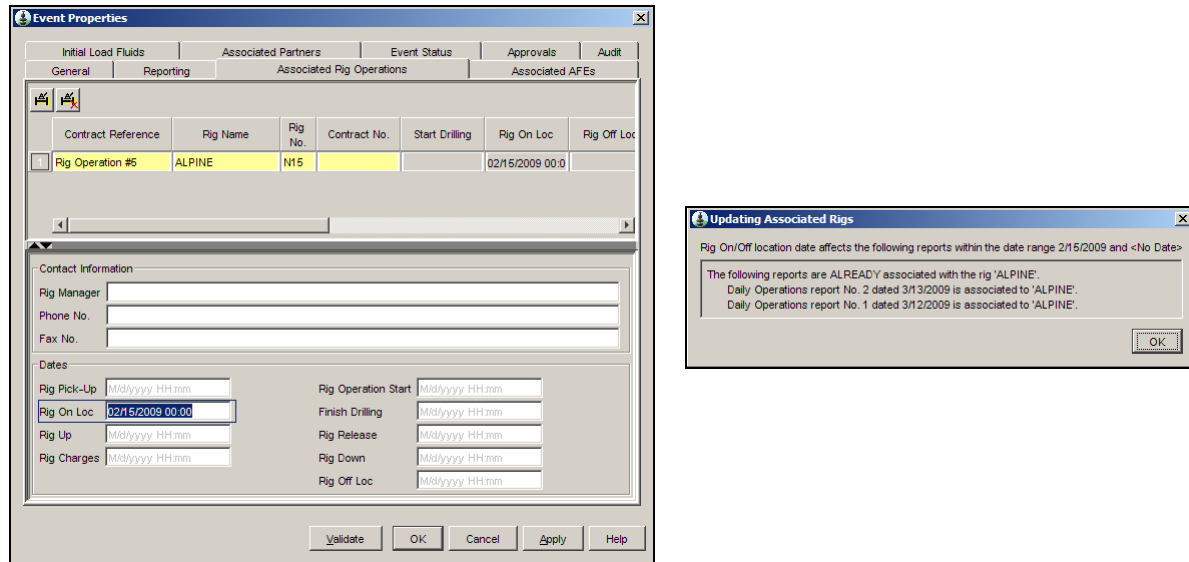 Event Properties
Initial Load Fluids Associated Partners Event Status Approvals Audit
General Reporting Associated Rig Operations Associated AFEs
Contract Reference Rig Name Rig No. Contract No. Start Drilling Rig On Loc Rig Off Loc
1 Rig Operation #5 ALPINE N15 02/15/2009 00:0
Contact Information
Rig Manager
Phone No.
Fax No.
Dates
Rig Pick-Up M/d/yyyy HH:mm Rig Operation Start M/d/yyyy HH:mm
Rig On Loc 02/15/2009 00:00 Finish Drilling M/d/yyyy HH:mm
Rig Up M/d/yyyy HH:mm Rig Release M/d/yyyy HH:mm
Rig Charges M/d/yyyy HH:mm Rig Down M/d/yyyy HH:mm
Rig Off Loc M/d/yyyy HH:mm
Validate OK Cancel Apply Help
Updating Associated Rigs
Rig On/Off location date affects the following reports within the date range 2/15/2009 and <No Date>
The following reports are ALREADY associated with the rig 'ALPINE'.
Daily Operations report No. 2 dated 3/13/2009 is associated to 'ALPINE'.
Daily Operations report No. 1 dated 3/12/2009 is associated to 'ALPINE'.
OK